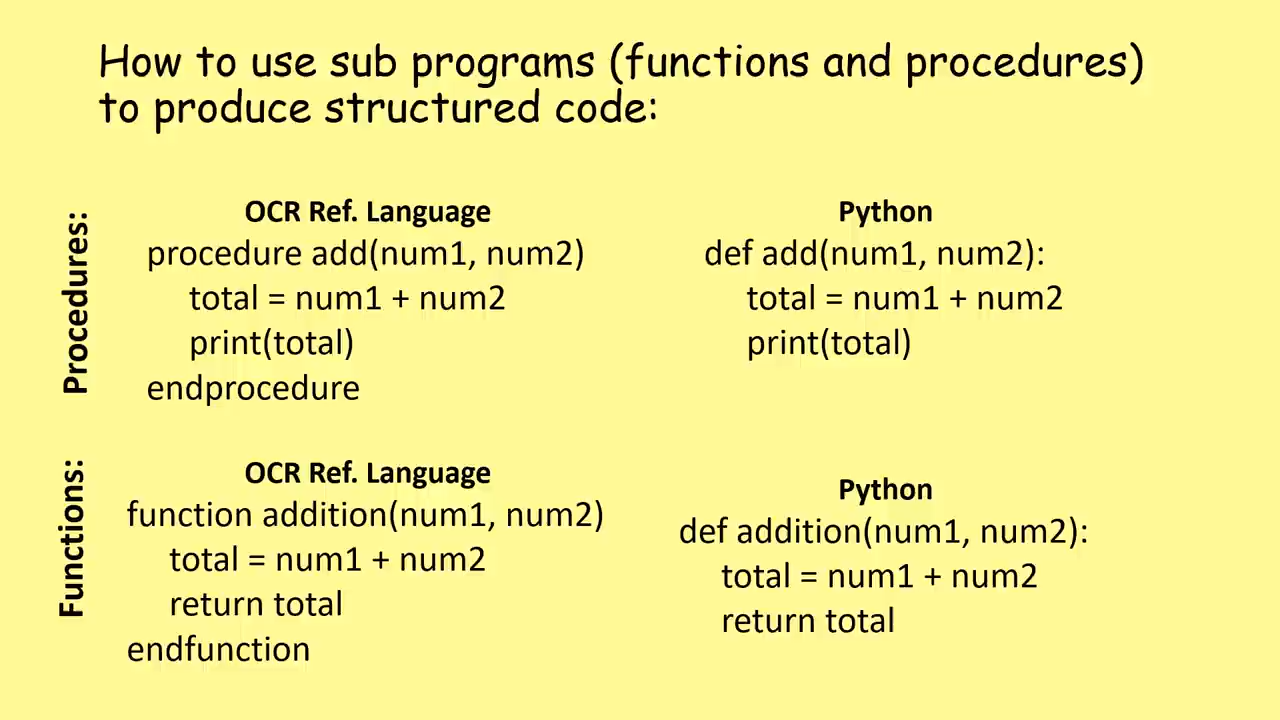 How to use sub programs (functions and procedures)
to produce structured code:
Procedures:
OCR Ref. Language
procedure add(num1, num2)
total = num1 + num2
print(total)
endprocedure
Python
def add(num1, num2):
total = num1 + num2
print(total)
Functions:
OCR Ref. Language
function addition(num1, num2)
total = num1 + num2
return total
endfunction
Python
def addition(num1, num2):
total = num1 + num2
return total